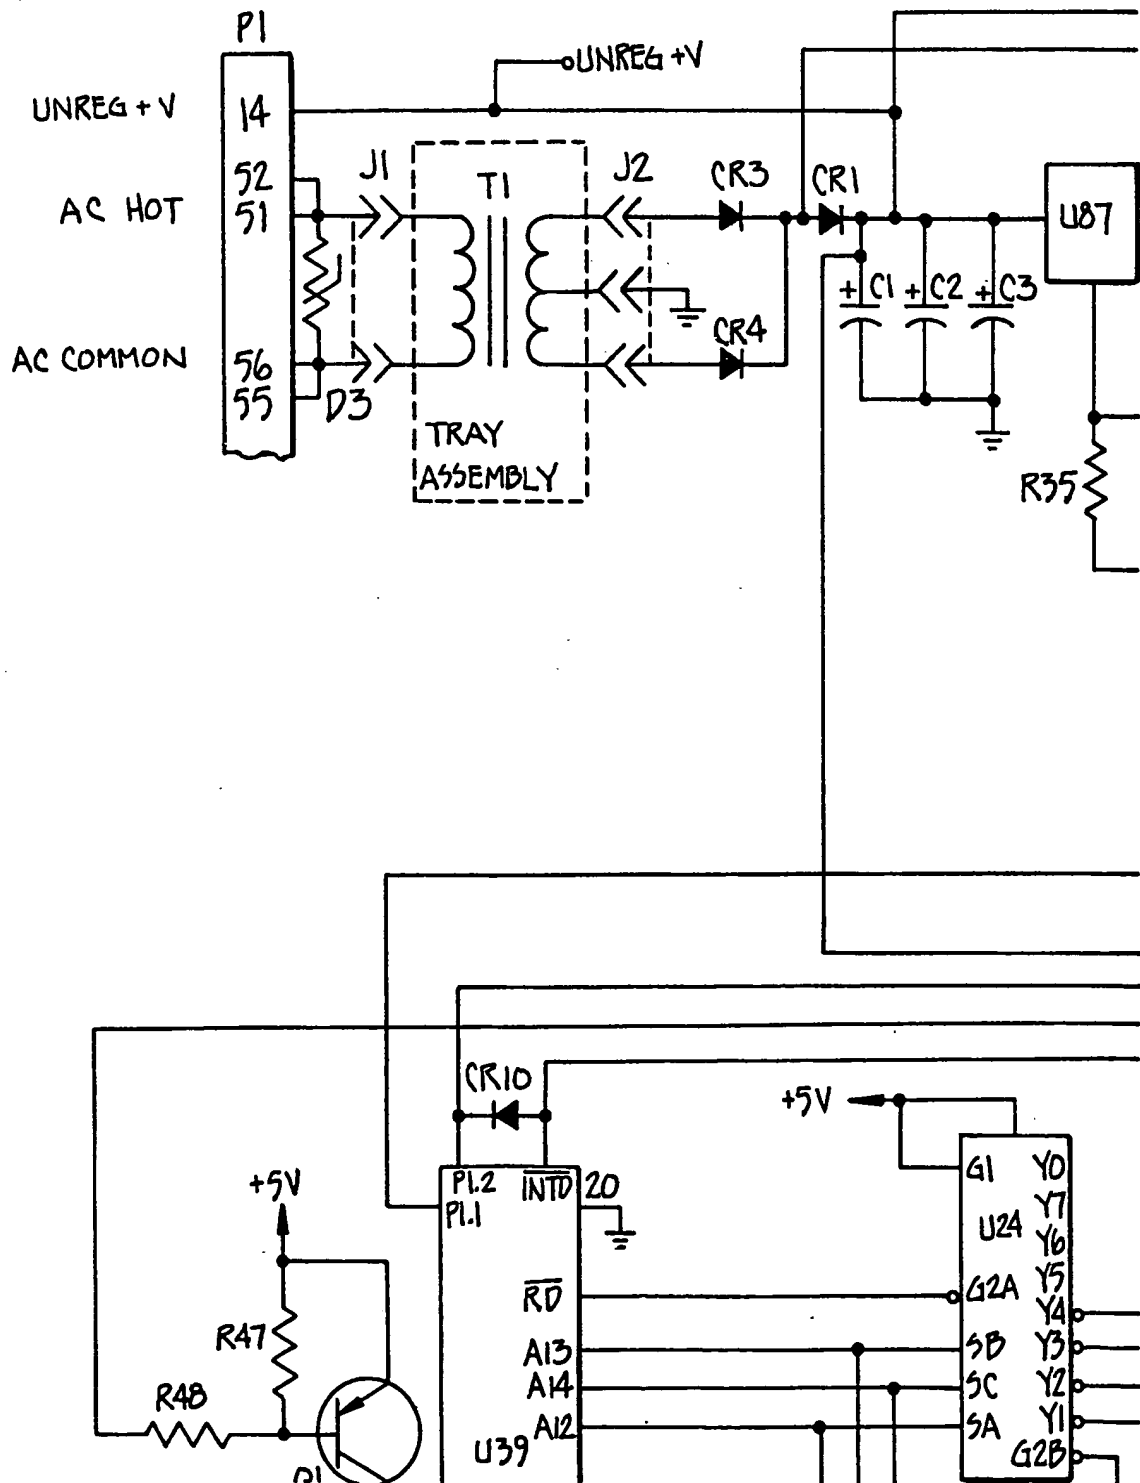 P1
UNREG +V
UNREG + V 14
52
AC HOT 51
J1
T1
J2
CR3
CR1
U87
+ C1
+ C2
+ C3
CR4
AC COMMON 56
55
D3
TRAY
ASSEMBLY
R35
CR10
+5V
P1.2
INTD
20
P1.1
+5V
G1
Y0
Y7
U24
Y6
Y5
RD
G2A
Y4
R47
A13
SB
Y3
R48
A14
SC
Y2
A12
SA
Y1
U39
G2B